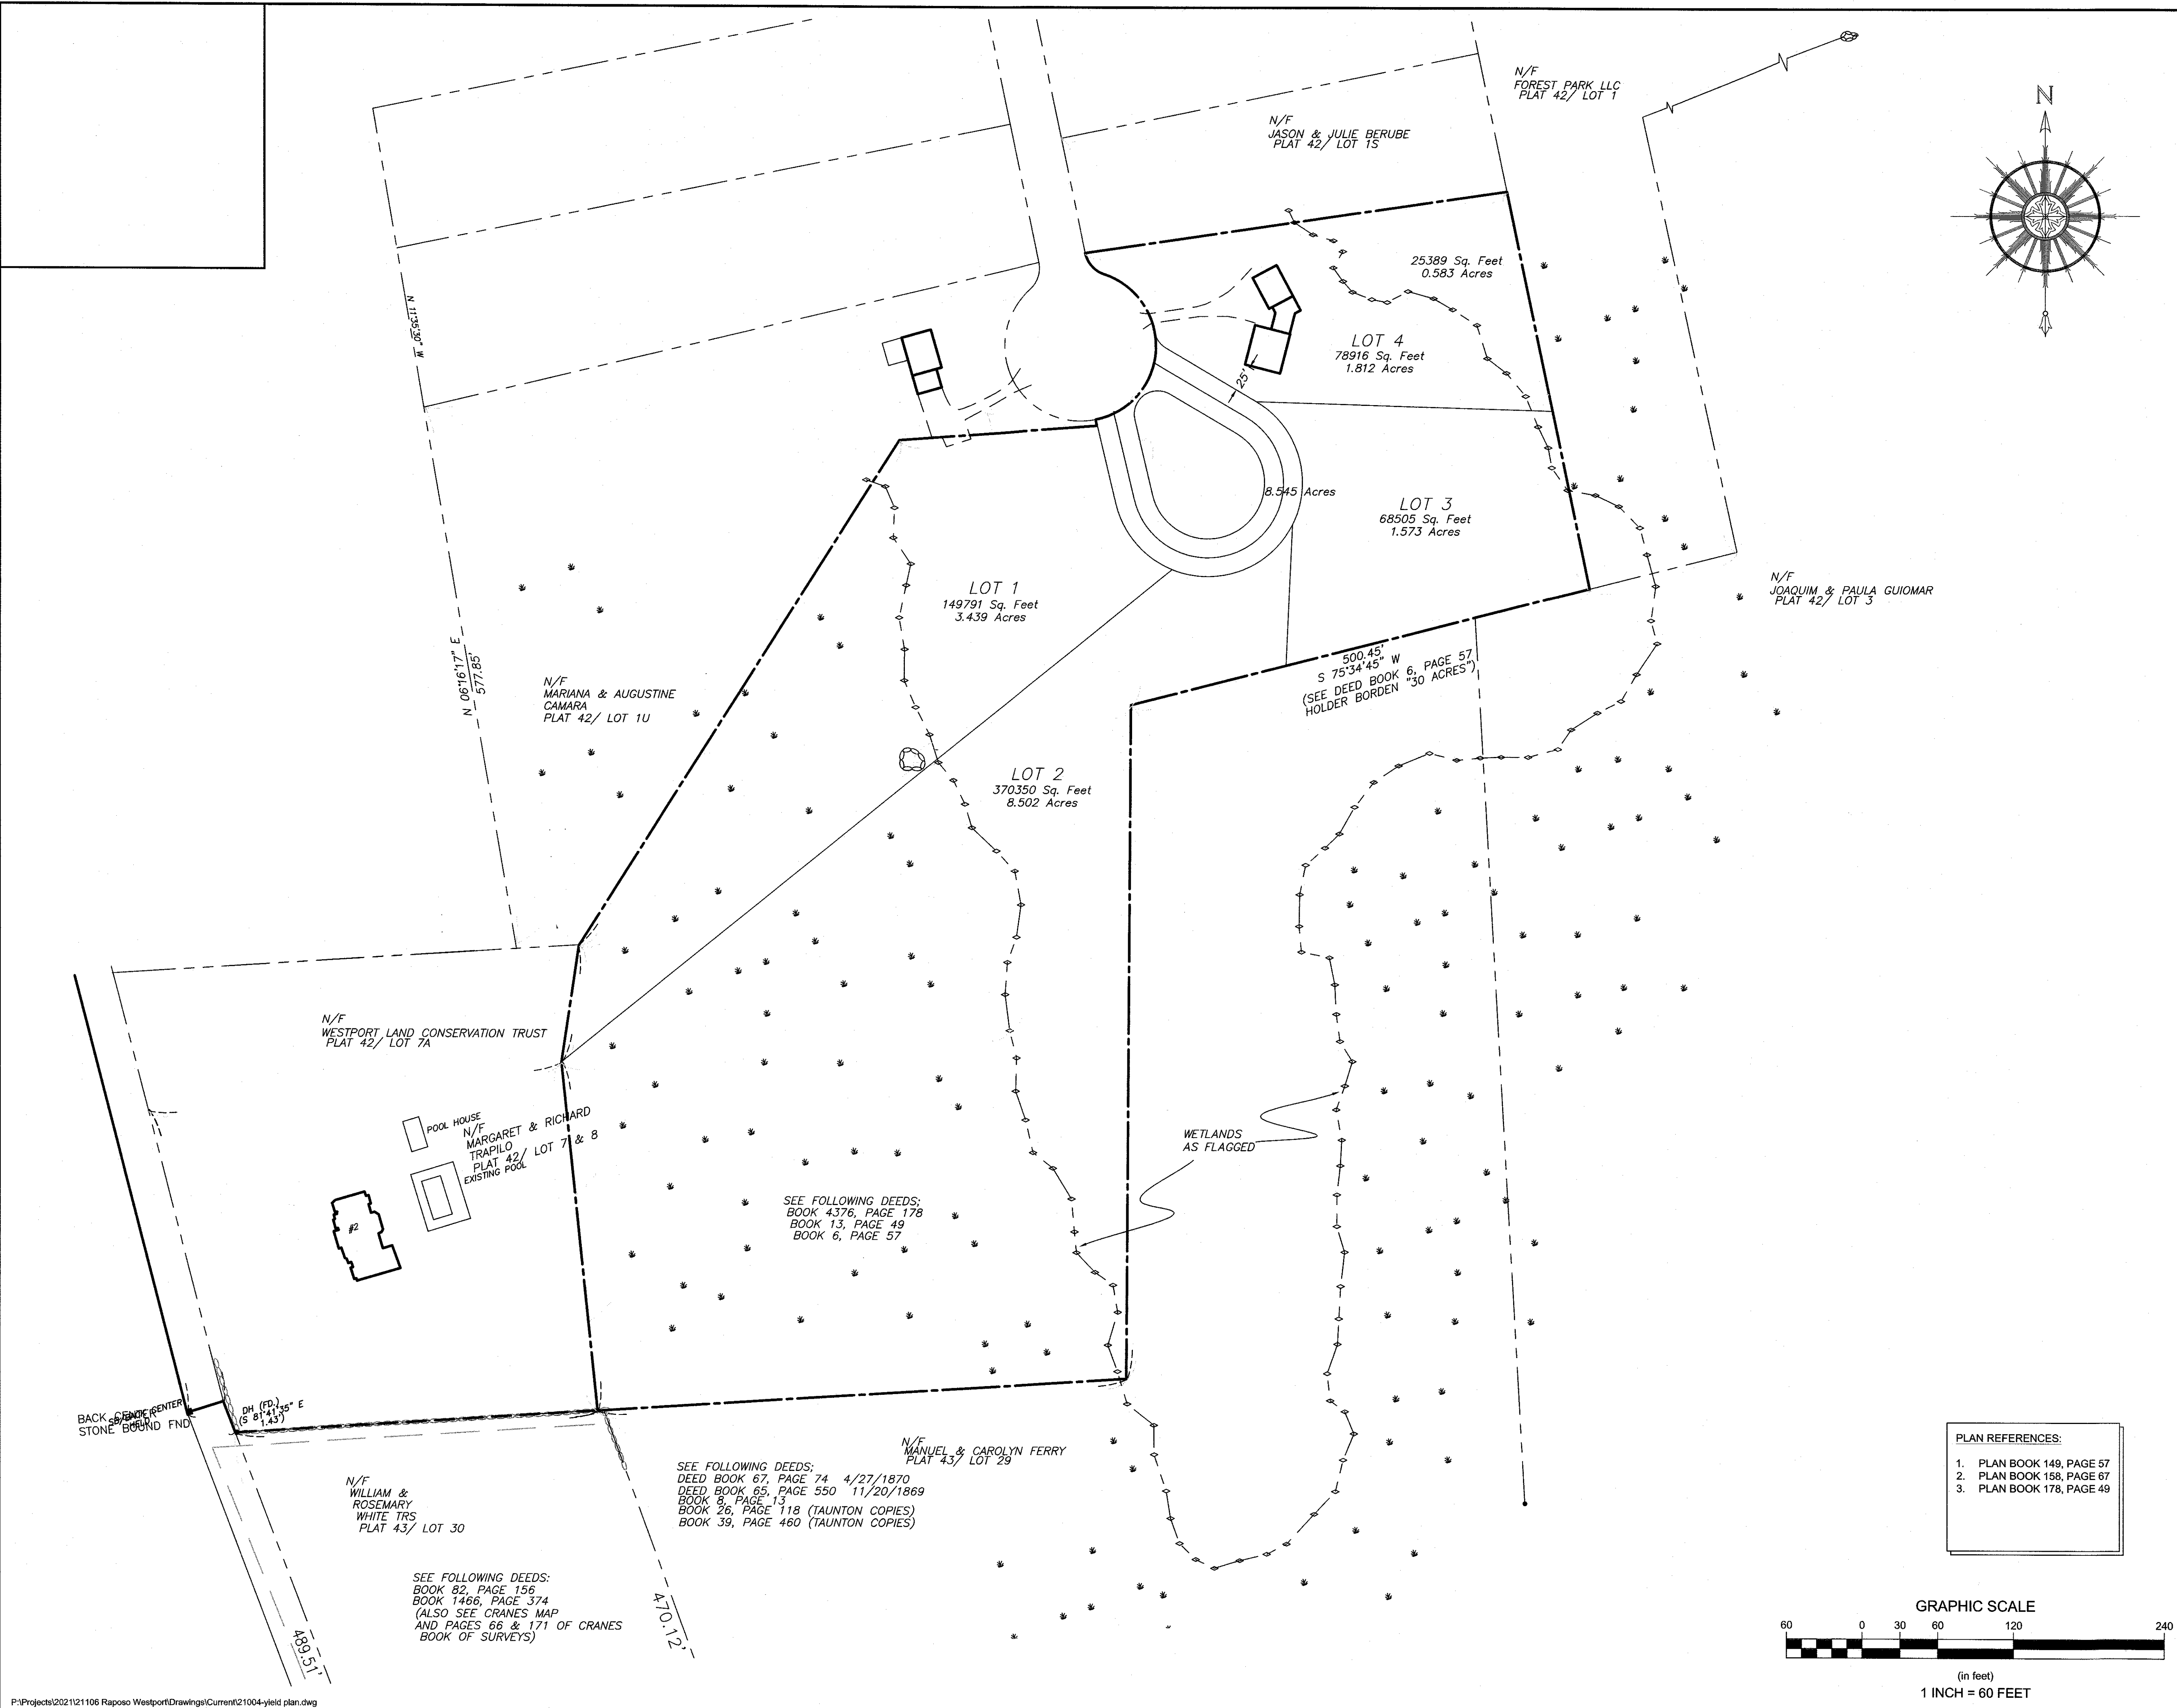 N/F
FOREST PARK LLC
PLAT 42/ LOT 1
N
N/F
JASON & JULIE BERUBE
PLAT 42/ LOT 1S
25389 Sq. Feet
0.583 Acres
N 11°35'30" W
LOT 4
78916 Sq. Feet
1.812 Acres
25'
8.545 Acres
LOT 3
68505 Sq. Feet
1.573 Acres
LOT 1
149791 Sq. Feet
3.439 Acres
N/F
JOAQUIM & PAULA GUIOMAR
PLAT 42/ LOT 3
N 06°16'17" E
577.85'
500.45'
S 75°34'45" W
(SEE DEED BOOK 6, PAGE 57
HOLDER BORDEN "30 ACRES")
N/F
MARIANA & AUGUSTINE
CAMARA
PLAT 42/ LOT 1U
LOT 2
370350 Sq. Feet
8.502 Acres
N/F
WESTPORT LAND CONSERVATION TRUST
PLAT 42/ LOT 7A
POOL HOUSE
N/F
MARGARET & RICHARD
TRAPILO
PLAT 42/ LOT 7 & 8
EXISTING POOL
#2
WETLANDS
AS FLAGGED
SEE FOLLOWING DEEDS;
BOOK 4376, PAGE 178
BOOK 13, PAGE 49
BOOK 6, PAGE 57
BACK CENTER
STONE BOUND FND
HELD
DH (FD.)
(S 81°41'35" E
1.43')
N/F
MANUEL & CAROLYN FERRY
PLAT 43/ LOT 29
SEE FOLLOWING DEEDS;
DEED BOOK 67, PAGE 74 4/27/1870
DEED BOOK 65, PAGE 550 11/20/1869
BOOK 8, PAGE 13
BOOK 26, PAGE 118 (TAUNTON COPIES)
BOOK 39, PAGE 460 (TAUNTON COPIES)
N/F
WILLIAM &
ROSEMARY
WHITE TRS
PLAT 43/ LOT 30
SEE FOLLOWING DEEDS:
BOOK 82, PAGE 156
BOOK 1466, PAGE 374
(ALSO SEE CRANES MAP
AND PAGES 66 & 171 OF CRANES
BOOK OF SURVEYS)
489.51'
470.12'
PLAN REFERENCES:
1. PLAN BOOK 149, PAGE 57
2. PLAN BOOK 158, PAGE 67
3. PLAN BOOK 178, PAGE 49
GRAPHIC SCALE
60 0 30 60 120 240
(in feet)
1 INCH = 60 FEET
P:\Projects\2021\21106 Raposo Westport\Drawings\Current\21004-yield plan.dwg